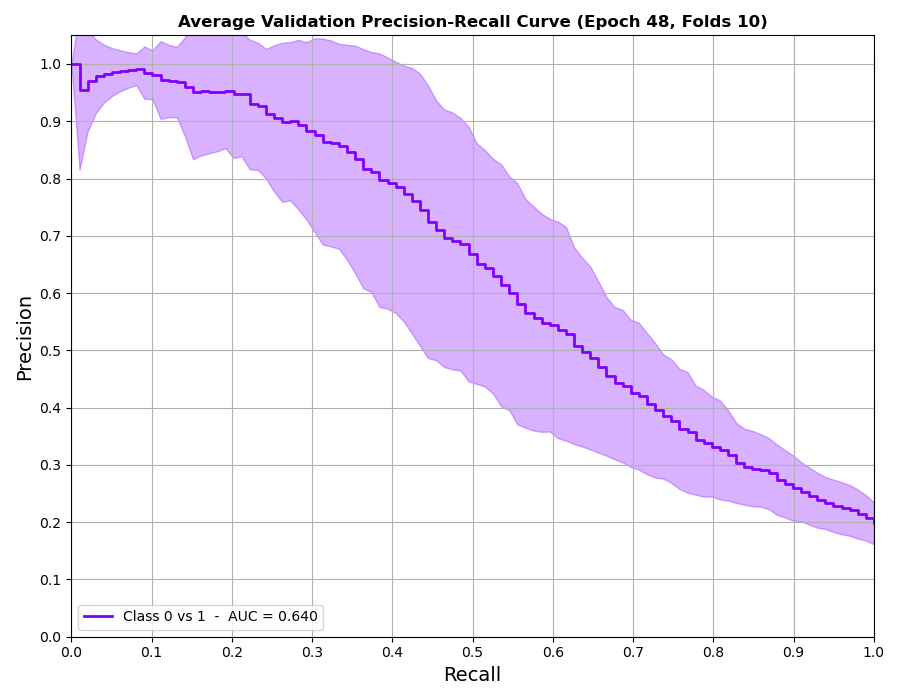 Average Validation Precision-Recall Curve (Epoch 48, Folds 10)
Precision
1.0
0.9
0.8
0.7
0.6
0.5
0.4
0.3
0.2
0.1
0.0
Class 0 vs 1 - AUC = 0.640
0.0 0.1 0.2 0.3 0.4 0.5 0.6 0.7 0.8 0.9 1.0
Recall